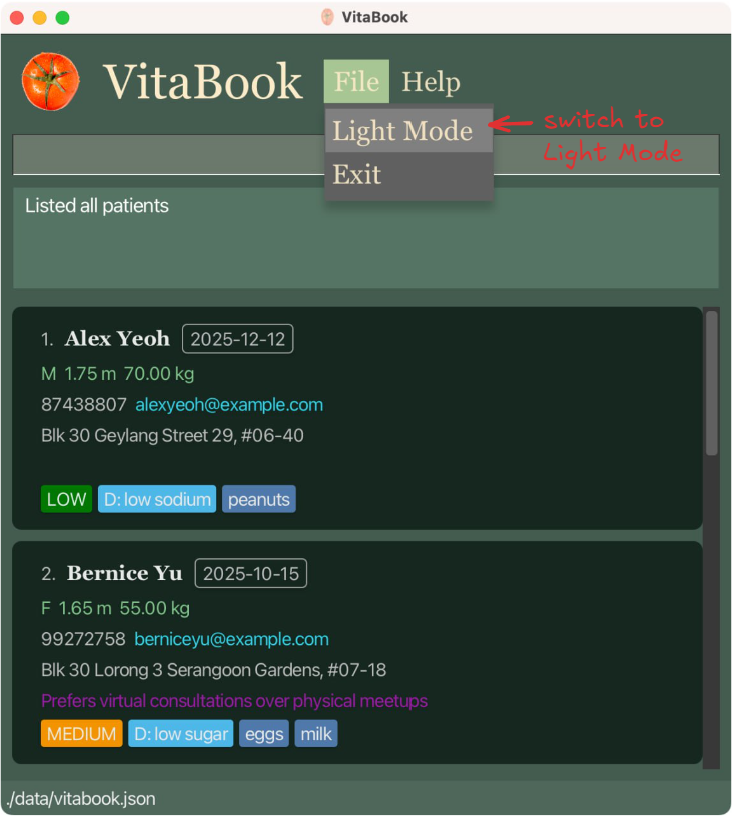 VitaBook
VitaBook File Help
Light Mode
switch to
Light Mode
Exit
Listed all patients
1. Alex Yeoh 2025-12-12
M 1.75 m 70.00 kg
87438807 alexyeoh@example.com
Blk 30 Geylang Street 29, #06-40
LOW D: low sodium peanuts
2. Bernice Yu 2025-10-15
F 1.65 m 55.00 kg
99272758 berniceyu@example.com
Blk 30 Lorong 3 Serangoon Gardens, #07-18
Prefers virtual consultations over physical meetups
MEDIUM D: low sugar eggs milk
./data/vitabook.json